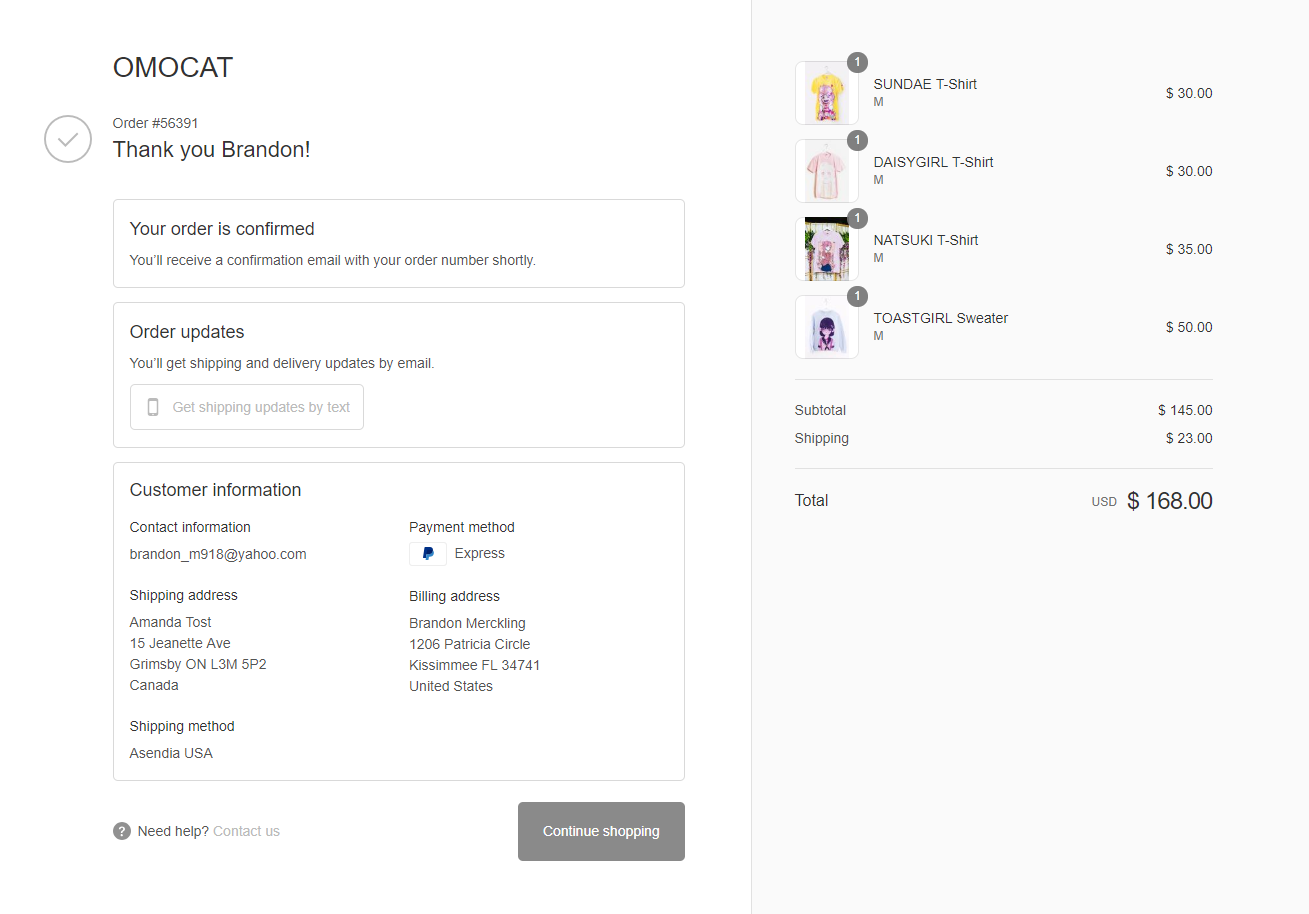 OMOCAT
Order #56391
Thank you Brandon!
Your order is confirmed
You'll receive a confirmation email with your order number shortly.
Order updates
You'll get shipping and delivery updates by email.
Get shipping updates by text
Customer information
Contact information
brandon_m918@yahoo.com
Payment method
Express
Shipping address
Amanda Tost
15 Jeanette Ave
Grimsby ON L3M 5P2
Canada
Billing address
Brandon Merckling
1206 Patricia Circle
Kissimmee FL 34741
United States
Shipping method
Asendia USA
? Need help? Contact us
Continue shopping
1
SUNDAE T-Shirt
M
$ 30.00
1
DAISYGIRL T-Shirt
M
$ 30.00
1
NATSUKI T-Shirt
M
$ 35.00
1
TOASTGIRL Sweater
M
$ 50.00
Subtotal $ 145.00
Shipping $ 23.00
Total USD $ 168.00